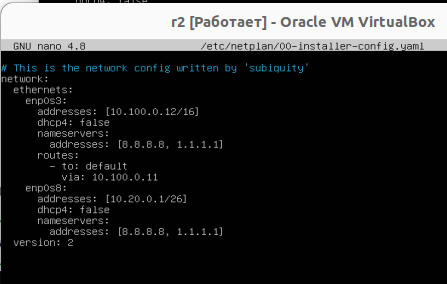 r2 [Работает] - Oracle VM VirtualBox
GNU nano 4.8 /etc/netplan/00-installer-config.yaml
# This is the network config written by 'subiquity'
network:
  ethernets:
    enp0s3:
      addresses: [10.100.0.12/16]
      dhcp4: false
      nameservers:
        addresses: [8.8.8.8, 1.1.1.1]
      routes:
        - to: default
          via: 10.100.0.11
    enp0s8:
      addresses: [10.20.0.1/26]
      dhcp4: false
      nameservers:
        addresses: [8.8.8.8, 1.1.1.1]
  version: 2